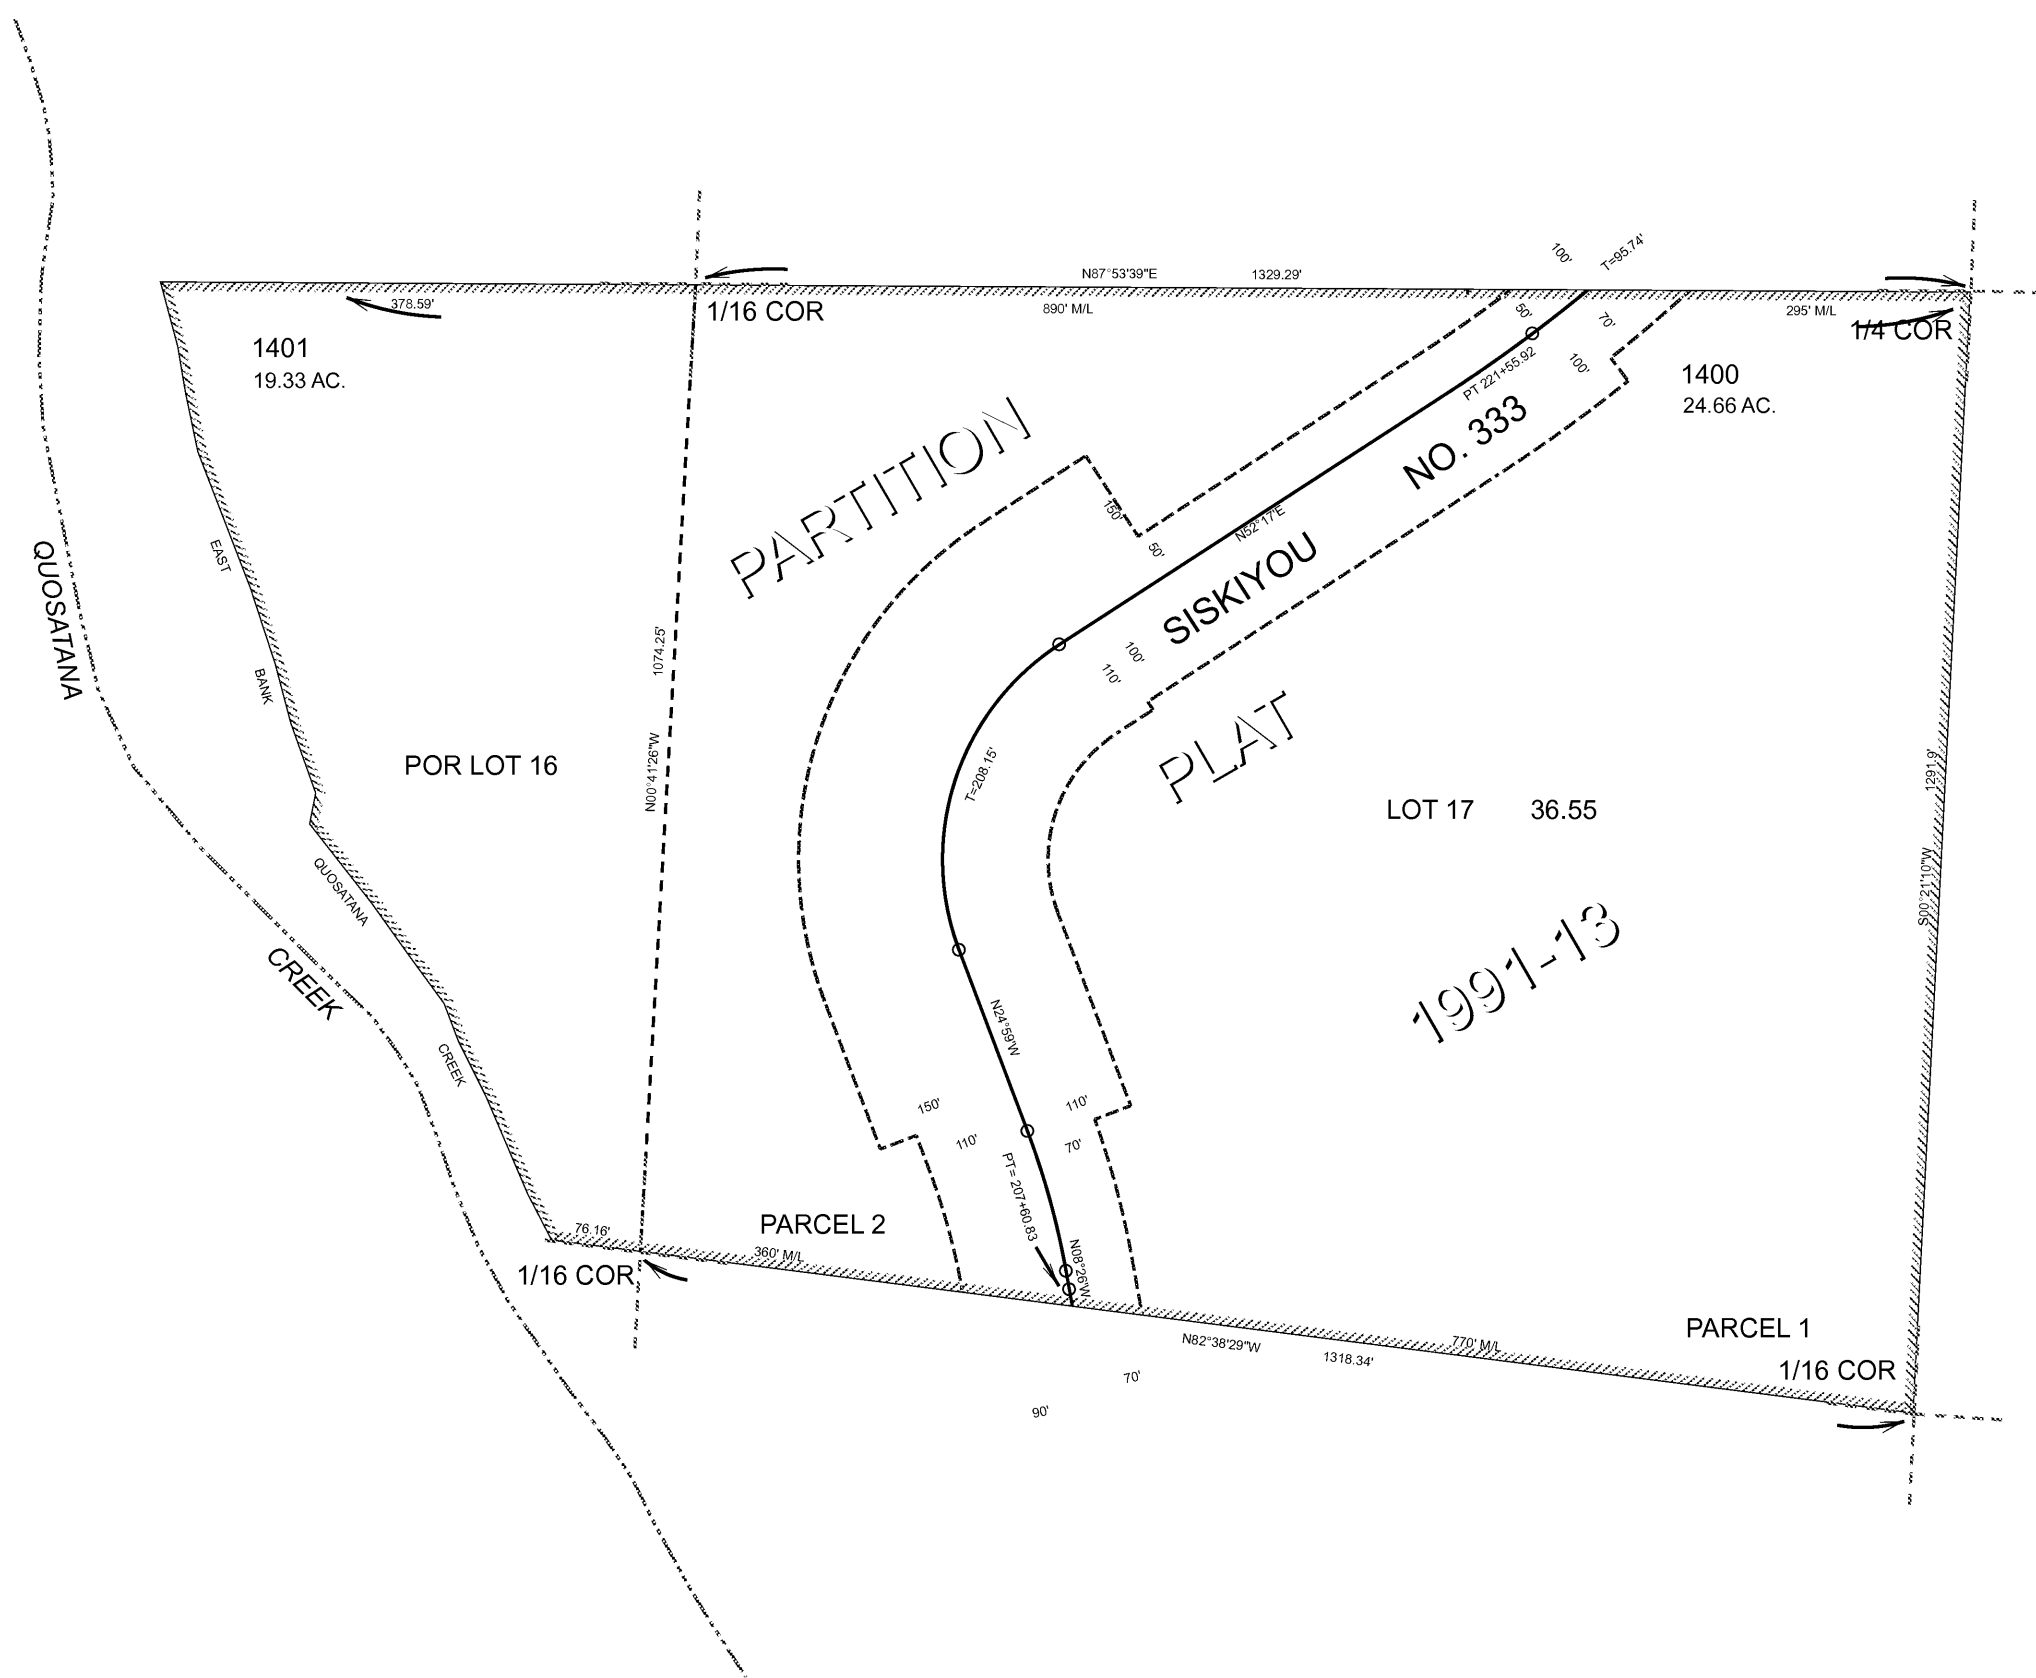 100'
T=95.74'
N87°53'39"E
1329.29'
378.59'
1/16 COR
890' M/L
50'
70'
295' M/L
1/4 COR
1401
19.33 AC.
PT 221+55.92
100'
1400
24.66 AC.
NO. 333
PARTITION
150'
50'
N52°17'E
SISKIYOU
EAST
QUOSATANA
BANK
1074.25'
100'
110'
PLAT
POR LOT 16
N00°41'26"W
T=208.15'
1291.9'
LOT 17
36.55
QUOSATANA
S00°21'10"W
CREEK
1991-13
N24°59'W
CREEK
150'
110'
110'
70'
PT= 207+60.83
PARCEL 2
76.16'
360' M/L
N08°26'W
1/16 COR
PARCEL 1
N82°38'29"W
1318.34'
770' M/L
1/16 COR
70'
90'